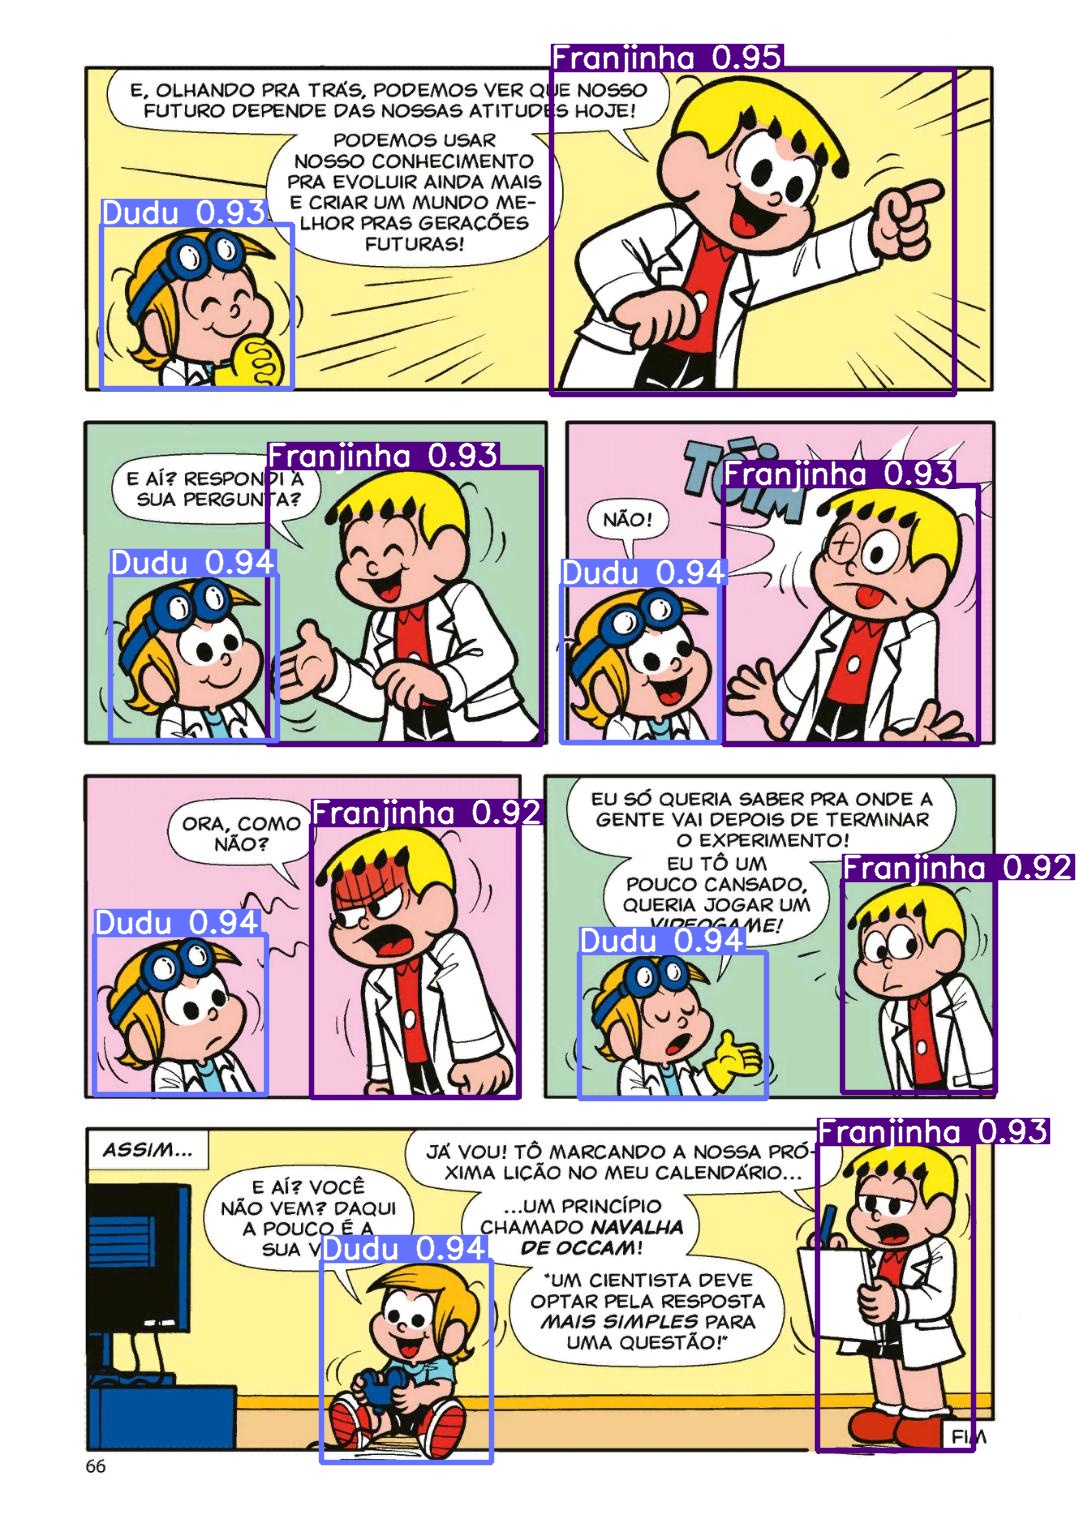 Franjinha 0.95
E, OLHANDO PRA TRÁS, PODEMOS VER QUE NOSSO
FUTURO DEPENDE DAS NOSSAS ATITUDES HOJE!
PODEMOS USAR
NOSSO CONHECIMENTO
PRA EVOLUIR AINDA MAIS
E CRIAR UM MUNDO ME-
LHOR PRAS GERAÇÕES
FUTURAS!
Dudu 0.93
Franjinha 0.93
E AÍ? RESPONDI À
SUA PERGUNTA?
Dudu 0.94
TÓIM
Franjinha 0.93
NÃO!
Dudu 0.94
Franjinha 0.92
ORA, COMO
NÃO?
Dudu 0.94
EU SÓ QUERIA SABER PRA ONDE A
GENTE VAI DEPOIS DE TERMINAR
O EXPERIMENTO!
EU TÔ UM
POUCO CANSADO,
QUERIA JOGAR UM
VIDEOGAME!
Franjinha 0.92
Dudu 0.94
ASSIM...
E AÍ? VOCÊ
NÃO VEM? DAQUI
A POUCO É A
SUA V
Dudu 0.94
JÁ VOU! TÔ MARCANDO A NOSSA PRÓ-
XIMA LIÇÃO NO MEU CALENDÁRIO...
Franjinha 0.93
...UM PRINCÍPIO
CHAMADO NAVALHA
DE OCCAM!
"UM CIENTISTA DEVE
OPTAR PELA RESPOSTA
MAIS SIMPLES PARA
UMA QUESTÃO!"
FIM
66